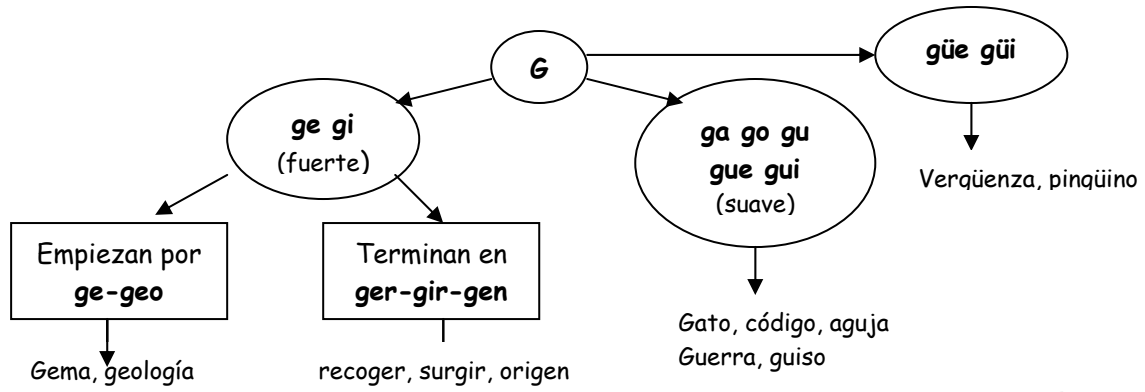 G
güe güi
ge gi
(fuerte)
ga go gu
gue gui
(suave)
Vergüenza, pingüino
Empiezan por
ge-geo
Terminan en
ger-gir-gen
Gato, código, aguja
Guerra, guiso
Gema, geología
recoger, surgir, origen